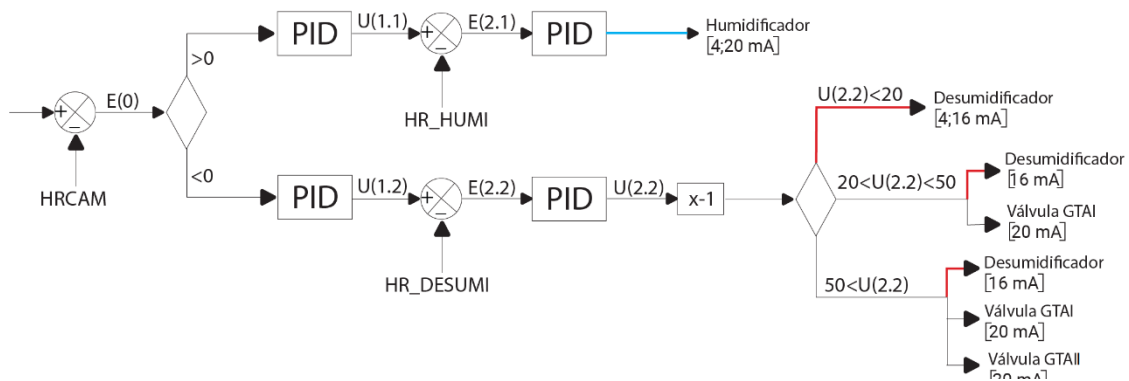 >0
PID
U(1.1)
+
−
E(2.1)
PID
Humidificador
[4;20 mA]
HR_HUMI
+
−
E(0)
HRCAM
<0
PID
U(1.2)
+
−
E(2.2)
PID
U(2.2)
x-1
HR_DESUMI
U(2.2)<20
Desumidificador
[4;16 mA]
20<U(2.2)<50
Desumidificador
[16 mA]
Válvula GTAI
[20 mA]
50<U(2.2)
Desumidificador
[16 mA]
Válvula GTAI
[20 mA]
Válvula GTAII
[20 mA]